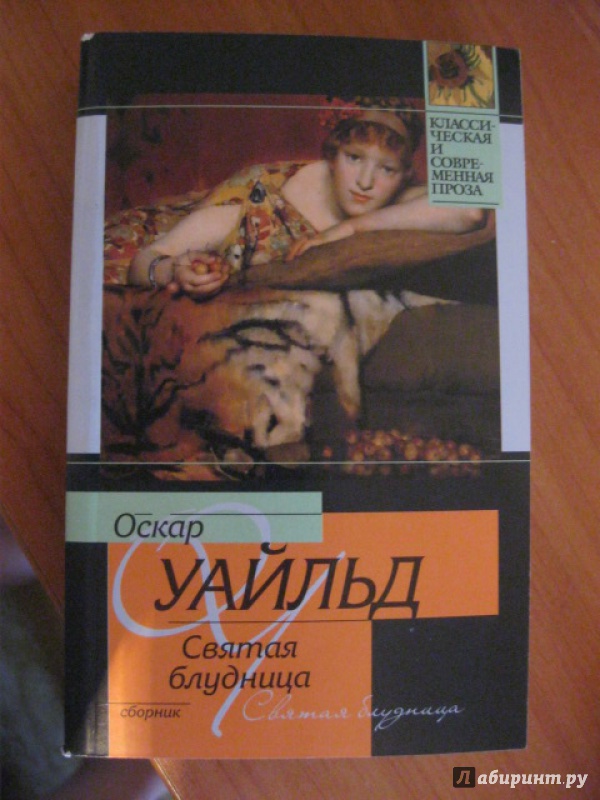 КЛАССИ-
ЧЕСКАЯ
И
СОВРЕ-
МЕННАЯ
ПРОЗА
Оскар
УАЙЛЬД
Святая
блудница
сборник
Святая блудница
Лабиринт.ру